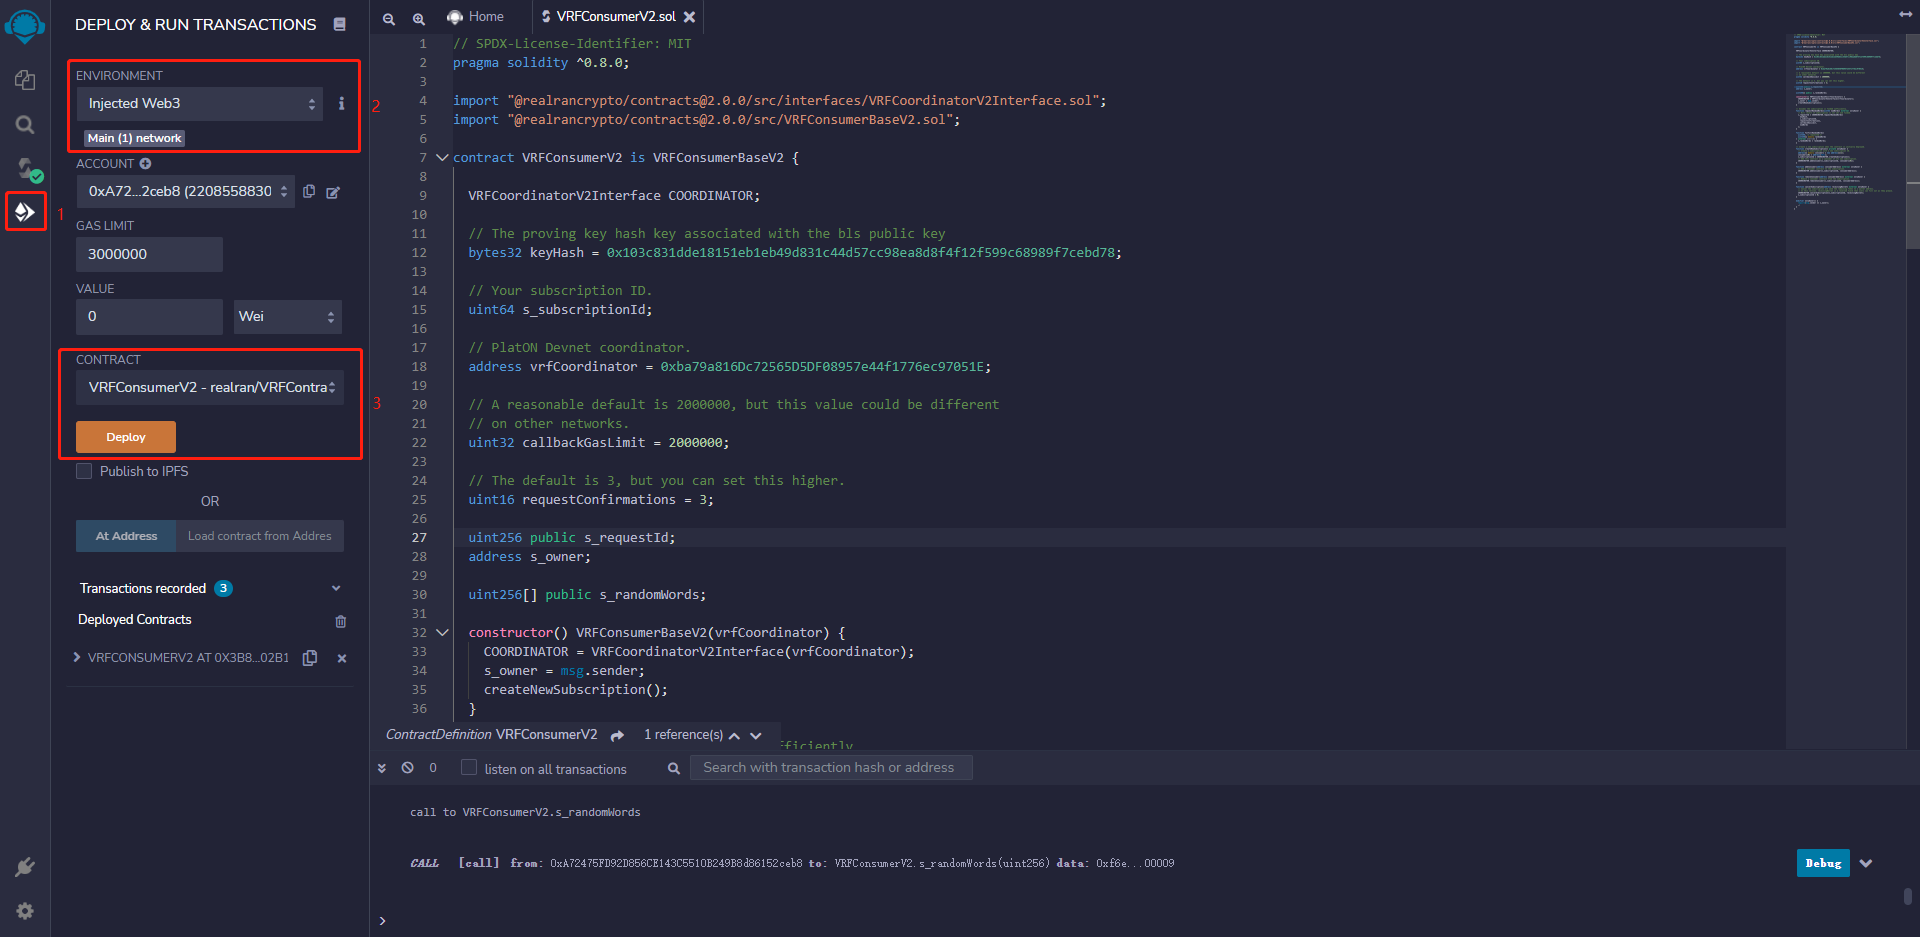 DEPLOY & RUN TRANSACTIONS
ENVIRONMENT
Injected Web3
2
Main (1) network
ACCOUNT
0xA72...2ceb8 (2208558830
1
GAS LIMIT
3000000
VALUE
0
Wei
CONTRACT
VRFConsumerV2 - realran/VRFContra
3
Deploy
Publish to IPFS
OR
At Address
Load contract from Addres
Transactions recorded 3
Deployed Contracts
VRFCONSUMERV2 AT 0X3B8...02B1
Home
VRFConsumerV2.sol
1 // SPDX-License-Identifier: MIT
2 pragma solidity ^0.8.0;
3
4 import "@realrancrypto/contracts@2.0.0/src/interfaces/VRFCoordinatorV2Interface.sol";
5 import "@realrancrypto/contracts@2.0.0/src/VRFConsumerBaseV2.sol";
6
7 contract VRFConsumerV2 is VRFConsumerBaseV2 {
8
9 VRFCoordinatorV2Interface COORDINATOR;
10
11 // The proving key hash key associated with the bls public key
12 bytes32 keyHash = 0x103c831dde18151eb1eb49d831c44d57cc98ea8d8f4f12f599c68989f7cebd78;
13
14 // Your subscription ID.
15 uint64 s_subscriptionId;
16
17 // PlatON Devnet coordinator.
18 address vrfCoordinator = 0xba79a816Dc72565D5DF08957e44f1776ec97051E;
19
20 // A reasonable default is 2000000, but this value could be different
21 // on other networks.
22 uint32 callbackGasLimit = 2000000;
23
24 // The default is 3, but you can set this higher.
25 uint16 requestConfirmations = 3;
26
27 uint256 public s_requestId;
28 address s_owner;
29
30 uint256[] public s_randomWords;
31
32 constructor() VRFConsumerBaseV2(vrfCoordinator) {
33 COORDINATOR = VRFCoordinatorV2Interface(vrfCoordinator);
34 s_owner = msg.sender;
35 createNewSubscription();
36 }
ContractDefinition VRFConsumerV2 1 reference(s)
fficiently
0
listen on all transactions
Search with transaction hash or address
call to VRFConsumerV2.s_randomWords
CALL [call] from: 0xA72475FD92D856CE143C5510B249B8d86152ceb8 to: VRFConsumerV2.s_randomWords(uint256) data: 0xf6e...00009
Debug
>